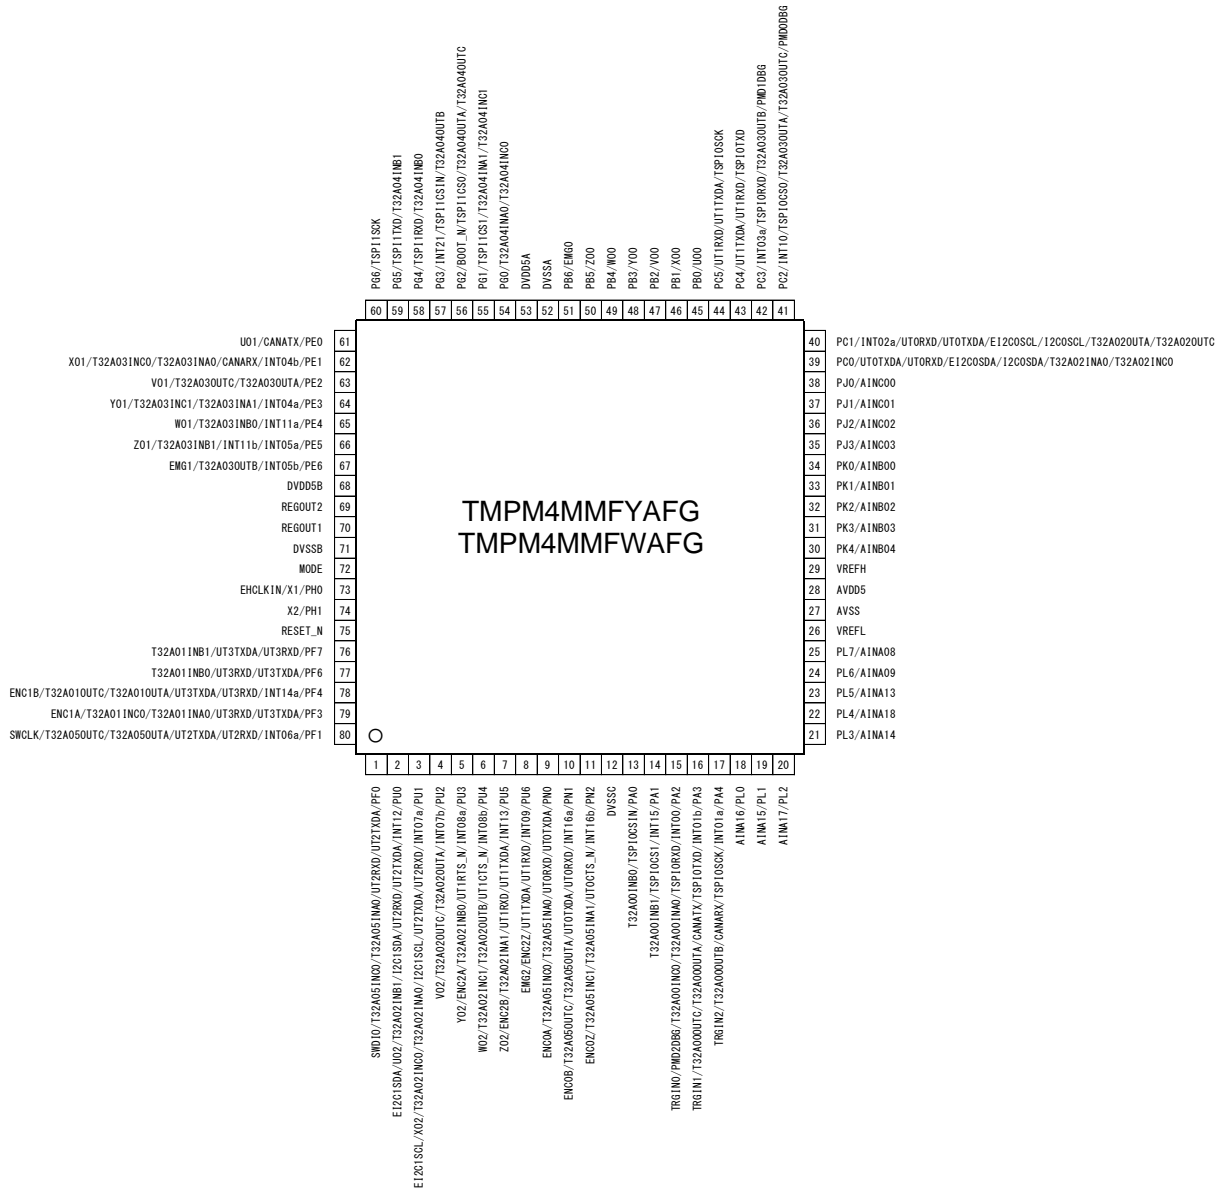 PG6/TSPI1SCK
PG5/TSPI1TXD/T32A04INB1
PG4/TSPI1RXD/T32A04INB0
PG3/INT21/TSPI1CSIN/T32A04OUTB
PG2/BOOT_N/TSPI1CS0/T32A04OUTA/T32A04OUTC
PG1/TSPI1CS1/T32A04INA1/T32A04INC1
PG0/T32A04INA0/T32A04INC0
DVDD5A
DVSSA
PB6/EMG0
PB5/ZO0
PB4/WO0
PB3/YO0
PB2/VO0
PB1/XO0
PB0/UO0
PC5/UT1RXD/UT1TXDA/TSPI0SCK
PC4/UT1TXDA/UT1RXD/TSPI0TXD
PC3/INT03a/TSPI0RXD/T32A03OUTB/PMD1DBG
PC2/INT10/TSPI0CS0/T32A03OUTA/T32A03OUTC/PMD0DBG
60 59 58 57 56 55 54 53 52 51 50 49 48 47 46 45 44 43 42 41
UO1/CANATX/PE0 61
XO1/T32A03INC0/T32A03INA0/CANARX/INT04b/PE1 62
VO1/T32A03OUTC/T32A03OUTA/PE2 63
YO1/T32A03INC1/T32A03INA1/INT04a/PE3 64
WO1/T32A03INB0/INT11a/PE4 65
ZO1/T32A03INB1/INT11b/INT05a/PE5 66
EMG1/T32A03OUTB/INT05b/PE6 67
DVDD5B 68
REGOUT2 69
REGOUT1 70
DVSSB 71
MODE 72
EHCLKIN/X1/PH0 73
X2/PH1 74
RESET_N 75
T32A01INB1/UT3TXDA/UT3RXD/PF7 76
T32A01INB0/UT3RXD/UT3TXDA/PF6 77
ENC1B/T32A01OUTC/T32A01OUTA/UT3TXDA/UT3RXD/INT14a/PF4 78
ENC1A/T32A01INC0/T32A01INA0/UT3RXD/UT3TXDA/PF3 79
SWCLK/T32A05OUTC/T32A05OUTA/UT2TXDA/UT2RXD/INT06a/PF1 80
TMPM4MMFYAFG
TMPM4MMFWAFG
40 PC1/INT02a/UT0RXD/UT0TXDA/EI2C0SCL/I2C0SCL/T32A02OUTA/T32A02OUTC
39 PC0/UT0TXDA/UT0RXD/EI2C0SDA/I2C0SDA/T32A02INA0/T32A02INC0
38 PJ0/AINC00
37 PJ1/AINC01
36 PJ2/AINC02
35 PJ3/AINC03
34 PK0/AINB00
33 PK1/AINB01
32 PK2/AINB02
31 PK3/AINB03
30 PK4/AINB04
29 VREFH
28 AVDD5
27 AVSS
26 VREFL
25 PL7/AINA08
24 PL6/AINA09
23 PL5/AINA13
22 PL4/AINA18
21 PL3/AINA14
1 2 3 4 5 6 7 8 9 10 11 12 13 14 15 16 17 18 19 20
SWDIO/T32A05INC0/T32A05INA0/UT2RXD/UT2TXDA/PF0
EI2C1SDA/UO2/T32A02INB1/I2C1SDA/UT2RXD/UT2TXDA/INT12/PU0
EI2C1SCL/XO2/T32A02INC0/T32A02INA0/I2C1SCL/UT2TXDA/UT2RXD/INT07a/PU1
VO2/T32A02OUTC/T32A02OUTA/INT07b/PU2
YO2/ENC2A/T32A02INB0/UT1RTS_N/INT08a/PU3
WO2/T32A02INC1/T32A02OUTB/UT1CTS_N/INT08b/PU4
ZO2/ENC2B/T32A02INA1/UT1RXD/UT1TXDA/INT13/PU5
EMG2/ENC2Z/UT1TXDA/UT1RXD/INT09/PU6
ENC0A/T32A05INC0/T32A05INA0/UT0RXD/UT0TXDA/PN0
ENC0B/T32A05OUTC/T32A05OUTA/UT0TXDA/UT0RXD/INT16a/PN1
ENC0Z/T32A05INC1/T32A05INA1/UT0CTS_N/INT16b/PN2
DVSSC
T32A00INB0/TSPI0CSIN/PA0
T32A00INB1/TSPI0CS1/INT15/PA1
TRGIN0/PMD2DBG/T32A00INC0/T32A00INA0/TSPI0RXD/INT00/PA2
TRGIN1/T32A00OUTC/T32A00OUTA/CANATX/TSPI0TXD/INT01b/PA3
TRGIN2/T32A00OUTB/CANARX/TSPI0SCK/INT01a/PA4
AINA16/PL0
AINA15/PL1
AINA17/PL2